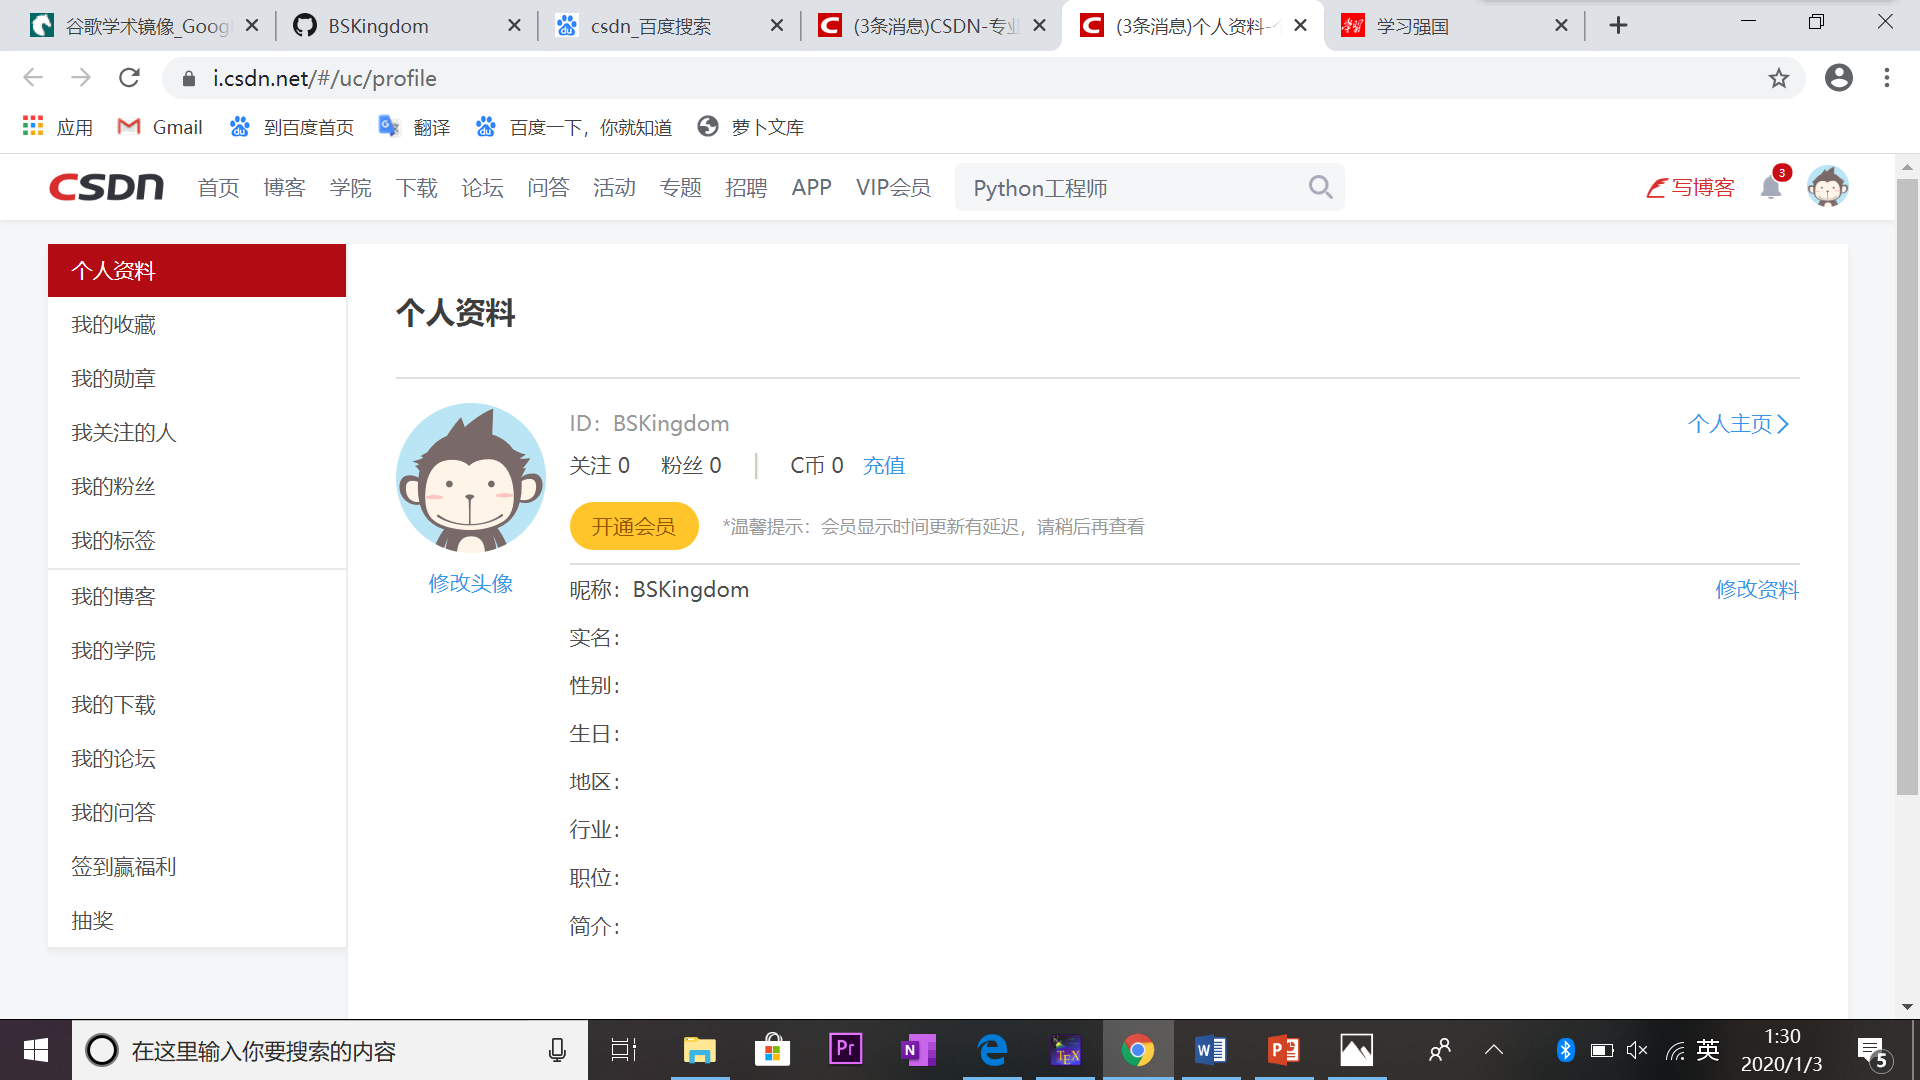 谷歌学术镜像_Goog
BSKingdom
csdn_百度搜索
(3条消息)CSDN-专业
(3条消息)个人资料-
学习强国
i.csdn.net/#/uc/profile
应用
Gmail
到百度首页
翻译
百度一下，你就知道
萝卜文库
CSDN
首页 博客 学院 下载 论坛 问答 活动 专题 招聘 APP VIP会员
Python工程师
写博客
3
个人资料
我的收藏
我的勋章
我关注的人
我的粉丝
我的标签
我的博客
我的学院
我的下载
我的论坛
我的问答
签到赢福利
抽奖
个人资料
ID：BSKingdom
个人主页
关注 0 粉丝 0 | C币 0 充值
开通会员
*温馨提示：会员显示时间更新有延迟，请稍后再查看
修改头像
昵称：BSKingdom
修改资料
实名：
性别：
生日：
地区：
行业：
职位：
简介：
在这里输入你要搜索的内容
Pr
N
TEX
W
P
英
1:30
2020/1/3
5